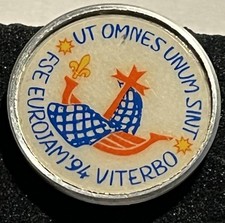 UT OMNES UNUM SINT
FSE EUROJAM'94 VITERBO